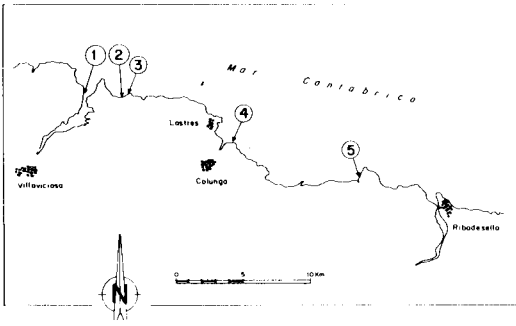 1 2 3
Mar Cantabrico
Lastres
4
5
Villaviciosa
Colunga
Ribadesella
0 5 10 Km
N